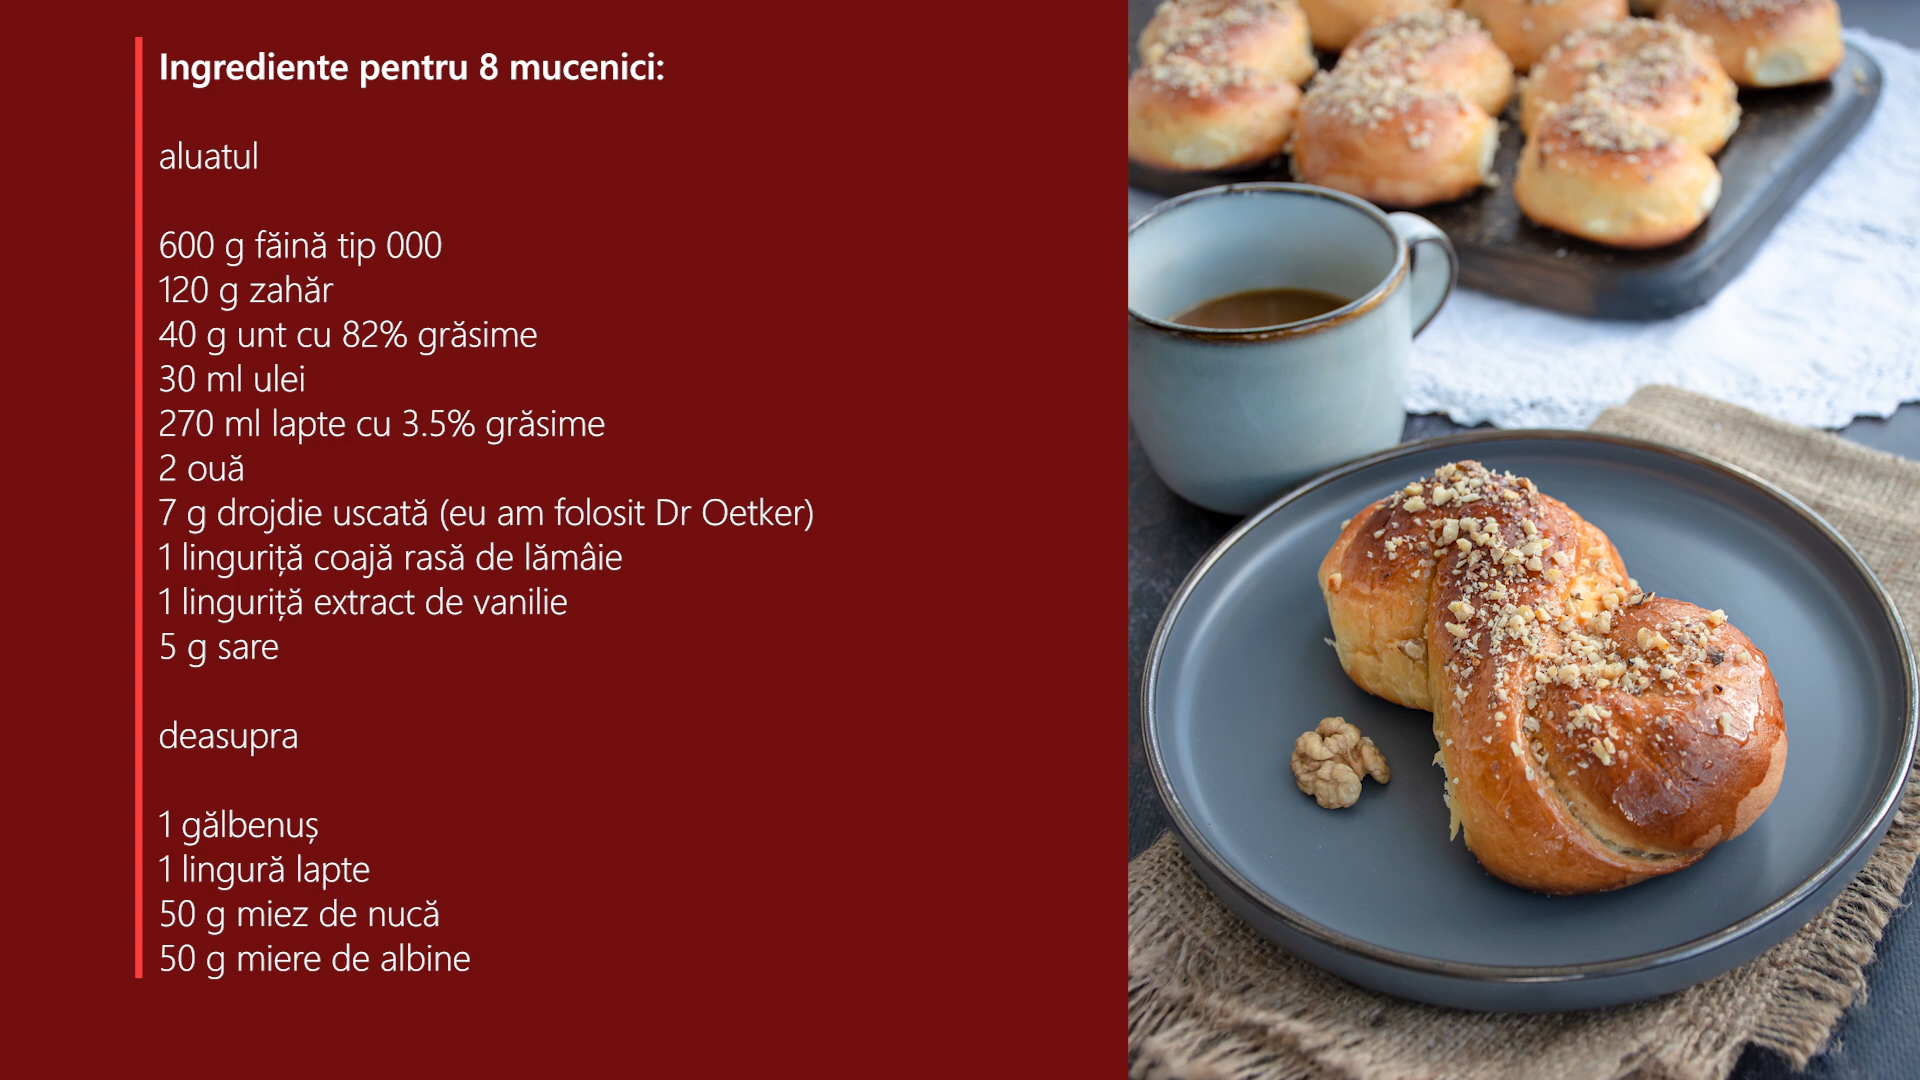 Ingrediente pentru 8 mucenici:
aluatul
600 g făină tip 000
120 g zahăr
40 g unt cu 82% grăsime
30 ml ulei
270 ml lapte cu 3.5% grăsime
2 ouă
7 g drojdie uscată (eu am folosit Dr Oetker)
1 linguriță coajă rasă de lămâie
1 linguriță extract de vanilie
5 g sare
deasupra
1 gălbenuș
1 lingură lapte
50 g miez de nucă
50 g miere de albine